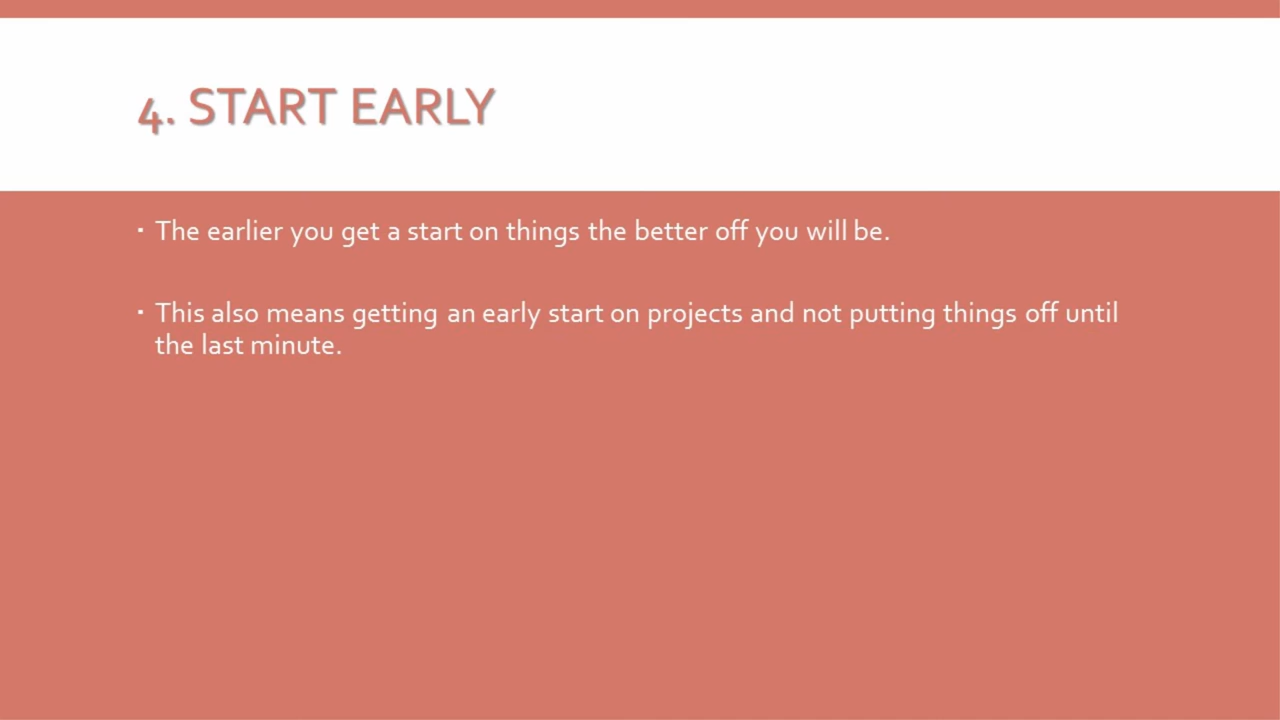 4. START EARLY
▪ The earlier you get a start on things the better off you will be.
▪ This also means getting an early start on projects and not putting things off until
the last minute.